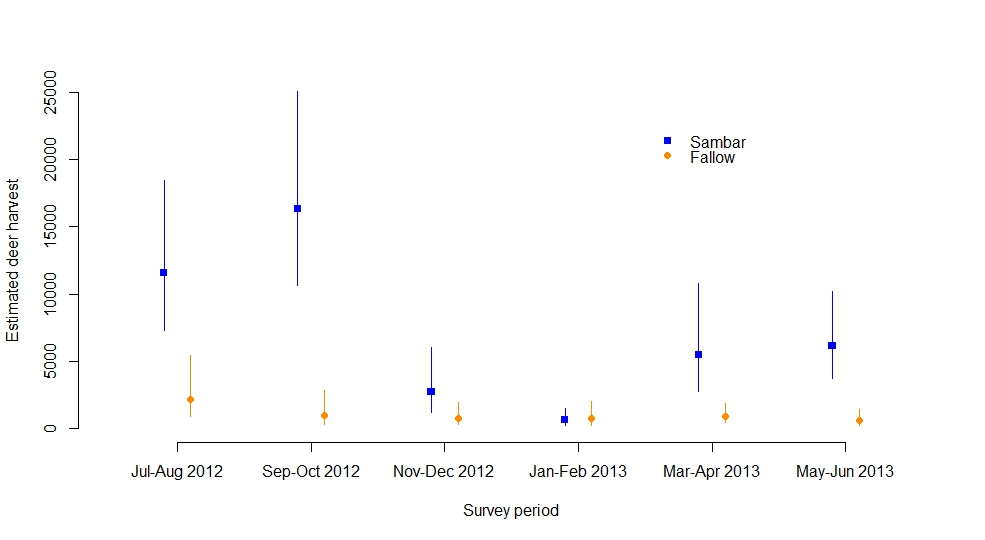 Estimated deer harvest
25000
20000
15000
10000
5000
0
Sambar
Fallow
Jul-Aug 2012 Sep-Oct 2012 Nov-Dec 2012 Jan-Feb 2013 Mar-Apr 2013 May-Jun 2013
Survey period